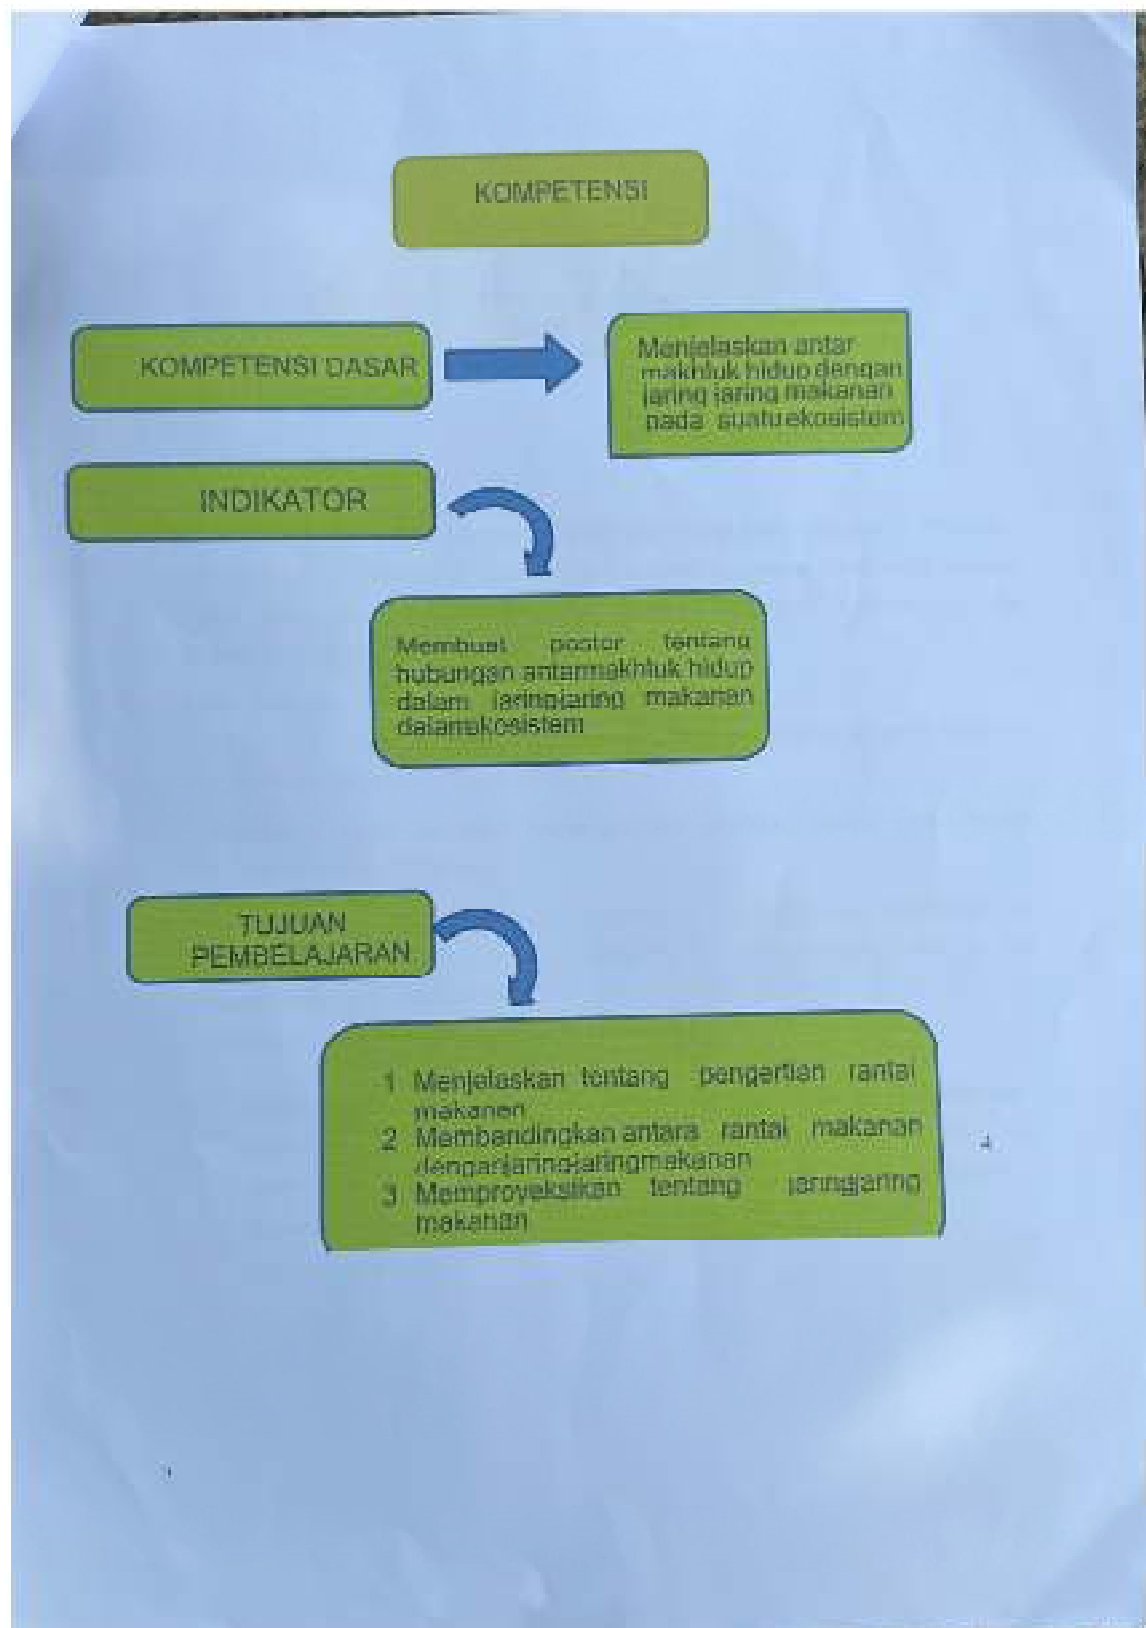 KOMPETENSI
KOMPETENSI DASAR
Menjelaskan antar
makhluk hidup dengan
jaring jaring makanan
pada suatu ekosistem
INDIKATOR
Membuat poster tentang
hubungan antarmakhluk hidup
dalam jaringjaring makanan
dalamekosistem
TUJUAN
PEMBELAJARAN
1 Menjelaskan tentang pengertian rantai
makanan
2 Membandingkan antara rantai makanan
denganjaringjaringmakanan
3 Memproyeksikan tentang jaringjaring
makanan